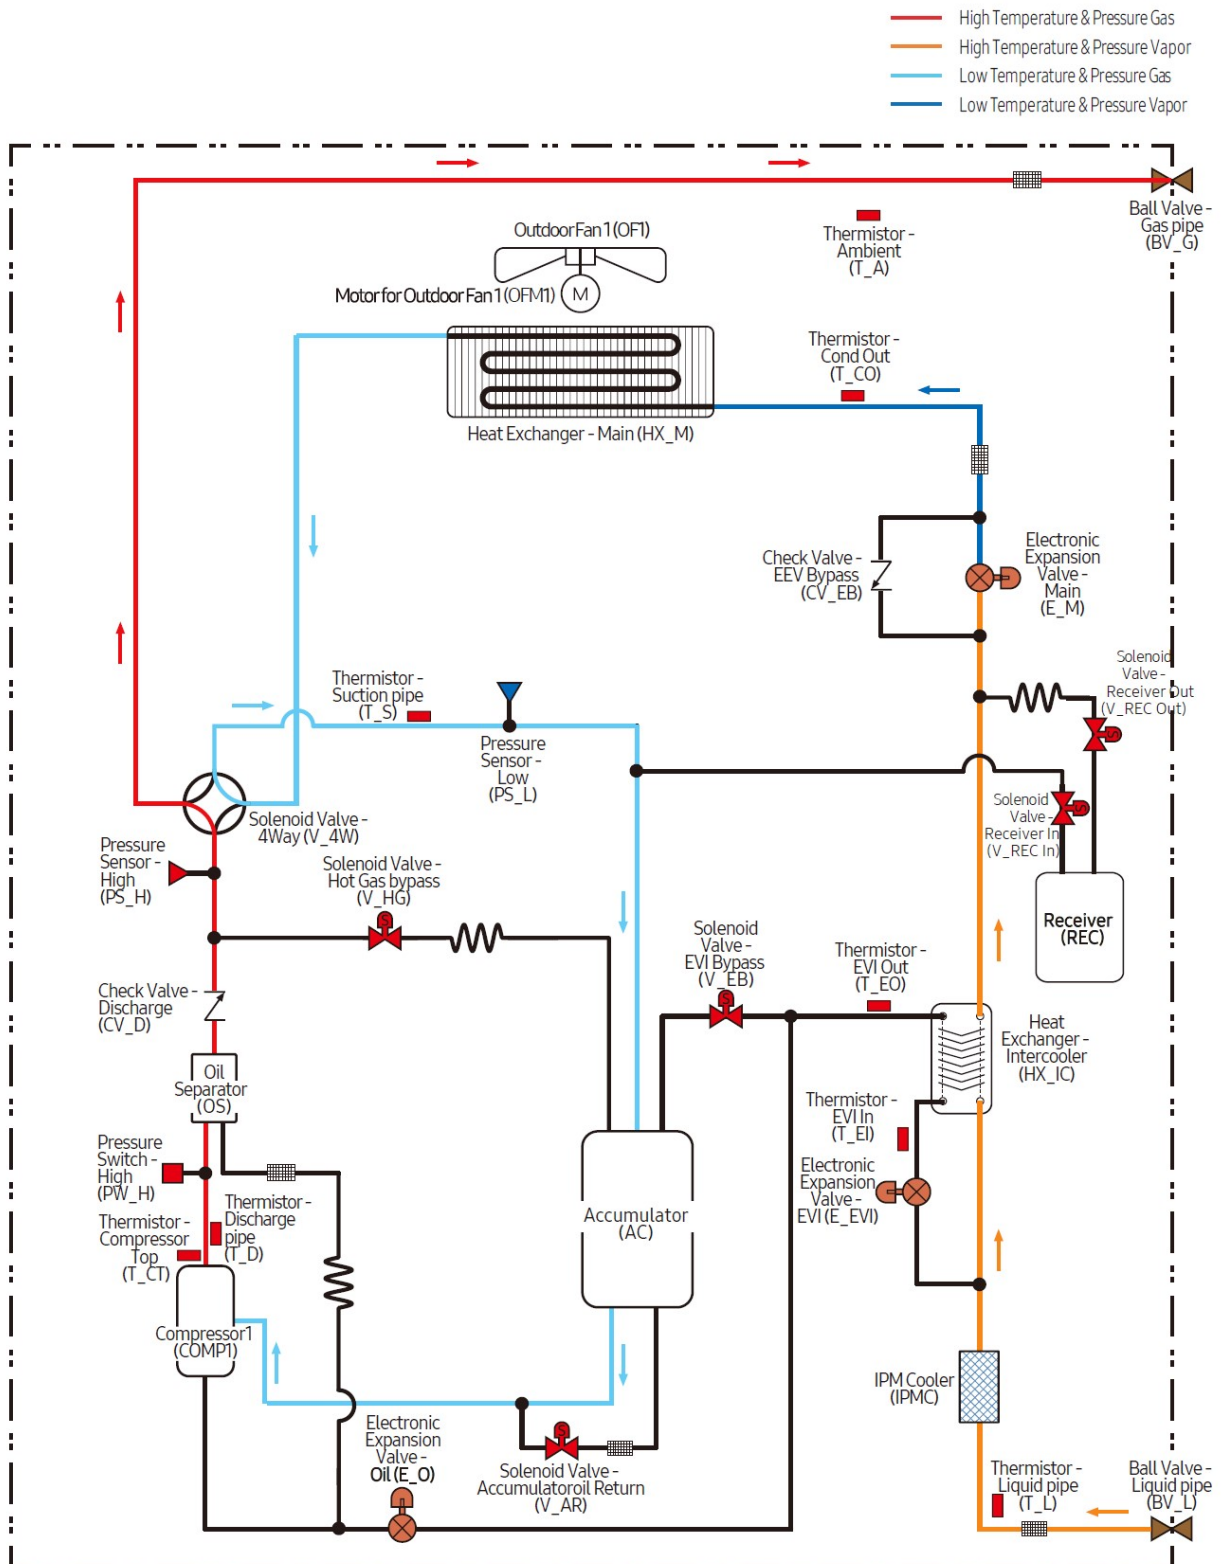 High Temperature & Pressure Gas
High Temperature & Pressure Vapor
Low Temperature & Pressure Gas
Low Temperature & Pressure Vapor
Ball Valve -
Gas pipe
(BV_G)
Outdoor Fan 1 (OF1)
Thermistor -
Ambient
(T_A)
Motor for Outdoor Fan 1 (OFM1)
M
Thermistor -
Cond Out
(T_CO)
Heat Exchanger - Main (HX_M)
Check Valve -
EEV Bypass
(CV_EB)
Electronic
Expansion
Valve -
Main
(E_M)
Solenoid
Valve -
Receiver Out
(V_REC Out)
S
Thermistor -
Suction pipe
(T_S)
Pressure
Sensor -
Low
(PS_L)
Solenoid Valve -
4Way (V_4W)
Solenoid
Valve -
Receiver In
(V_REC In)
S
Pressure
Sensor -
High
(PS_H)
Solenoid Valve -
Hot Gas bypass
(V_HG)
S
Receiver
(REC)
Solenoid
Valve -
EVI Bypass
(V_EB)
S
Thermistor -
EVI Out
(T_EO)
Check Valve -
Discharge
(CV_D)
Heat
Exchanger -
Intercooler
(HX_IC)
Oil
Separator
(OS)
Thermistor -
EVI In
(T_EI)
Pressure
Switch -
High
(PW_H)
Electronic
Expansion
Valve -
EVI (E_EVI)
Thermistor -
Discharge
pipe
(T_D)
Thermistor -
Compressor
Top
(T_CT)
Accumulator
(AC)
Compressor1
(COMP1)
IPM Cooler
(IPMC)
Electronic
Expansion
Valve -
Oil (E_O)
S
Solenoid Valve -
Accumulatoroil Return
(V_AR)
Thermistor -
Liquid pipe
(T_L)
Ball Valve -
Liquid pipe
(BV_L)